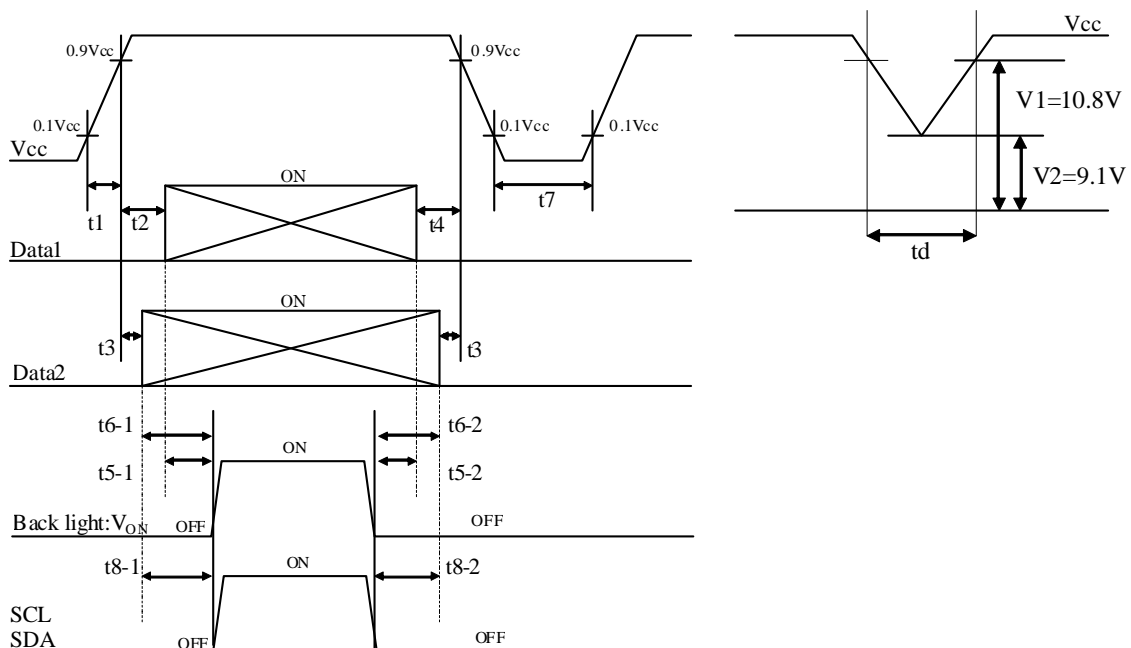 0.9Vcc
0.9Vcc
Vcc
V1=10.8V
0.1Vcc
0.1Vcc
0.1Vcc
Vcc
V2=9.1V
ON
t1
t2
t4
t7
td
Data1
ON
t3
t3
Data2
t6-1
t6-2
ON
t5-1
t5-2
Back light:VON
OFF
OFF
t8-1
ON
t8-2
SCL
SDA
OFF
OFF